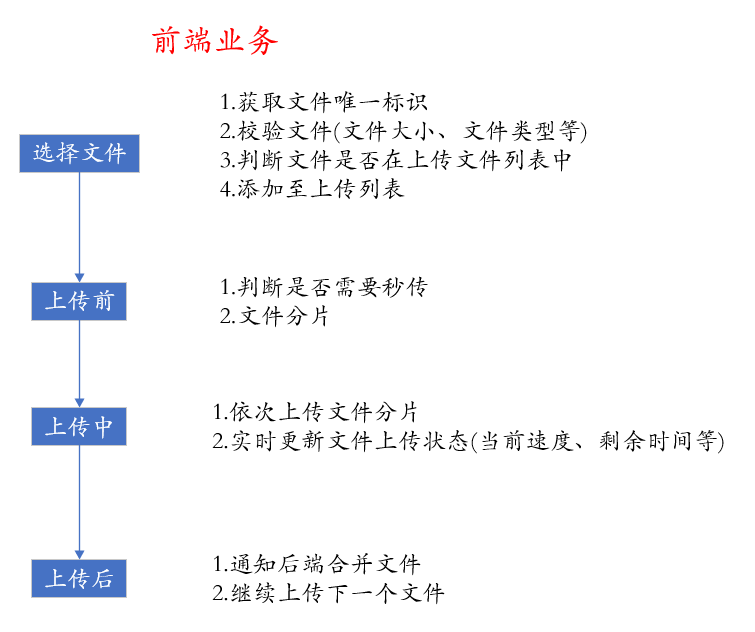 前端业务
选择文件
1.获取文件唯一标识
2.校验文件(文件大小、文件类型等)
3.判断文件是否在上传文件列表中
4.添加至上传列表
上传前
1.判断是否需要秒传
2.文件分片
上传中
1.依次上传文件分片
2.实时更新文件上传状态(当前速度、剩余时间等)
上传后
1.通知后端合并文件
2.继续上传下一个文件